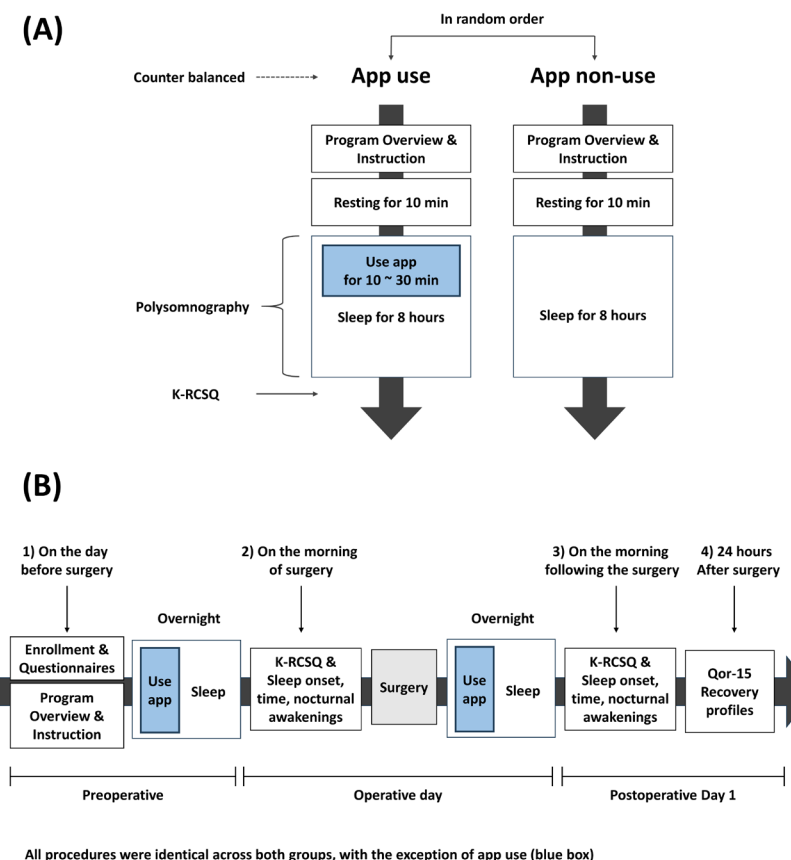 (A)
In random order
Counter balanced
App use
App non-use
Program Overview &
Instruction
Program Overview &
Instruction
Resting for 10 min
Resting for 10 min
Use app
for 10 ~ 30 min
Polysomnography
Sleep for 8 hours
Sleep for 8 hours
K-RCSQ
(B)
1) On the day
before surgery
2) On the morning
of surgery
3) On the morning
following the surgery
4) 24 hours
After surgery
Overnight
Overnight
Enrollment &
Questionnaires
Program
Overview &
Instruction
Use
app
Sleep
K-RCSQ &
Sleep onset,
time, nocturnal
awakenings
Surgery
Use
app
Sleep
K-RCSQ &
Sleep onset,
time, nocturnal
awakenings
Qor-15
Recovery
profiles
Preoperative
Operative day
Postoperative Day 1
All procedures were identical across both groups, with the exception of app use (blue box)